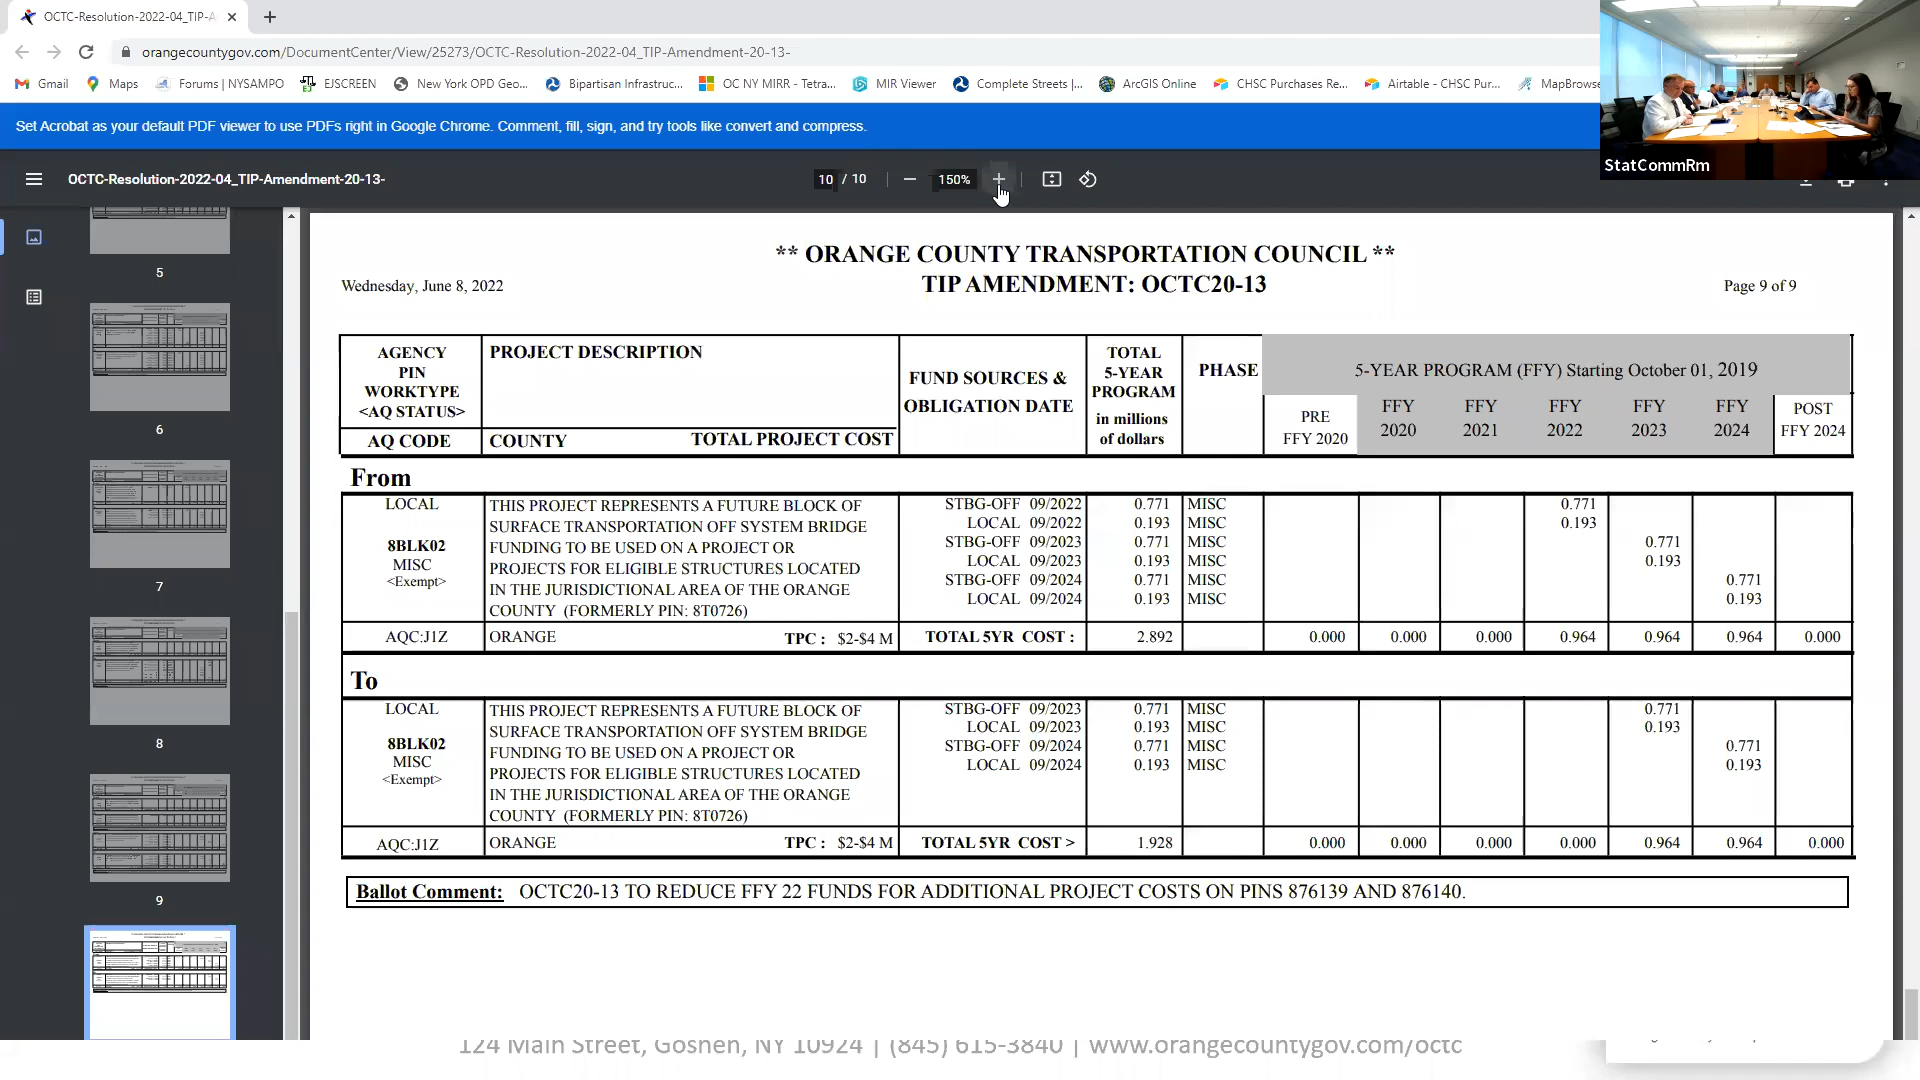 OCTC-Resolution-2022-04_TIP-A
orangecountygov.com/DocumentCenter/View/25273/OCTC-Resolution-2022-04_TIP-Amendment-20-13-
Gmail Maps Forums | NYSAMPO EJSCREEN New York OPD Geo... Bipartisan Infrastruc... OC NY MIRR - Tetra... MIR Viewer Complete Streets |... ArcGIS Online CHSC Purchases Re... Airtable - CHSC Pur... MapBrowse
Set Acrobat as your default PDF viewer to use PDFs right in Google Chrome. Comment, fill, sign, and try tools like convert and compress.
StatCommRm
OCTC-Resolution-2022-04_TIP-Amendment-20-13-
10 / 10 — 150% +
5
6
7
8
9
** ORANGE COUNTY TRANSPORTATION COUNCIL **
Wednesday, June 8, 2022 TIP AMENDMENT: OCTC20-13 Page 9 of 9
AGENCY
PIN
WORKTYPE
<AQ STATUS>
AQ CODE
PROJECT DESCRIPTION
COUNTY TOTAL PROJECT COST
FUND SOURCES &
OBLIGATION DATE
TOTAL
5-YEAR
PROGRAM
in millions
of dollars
PHASE
5-YEAR PROGRAM (FFY) Starting October 01, 2019
PRE
FFY 2020
FFY
2020
FFY
2021
FFY
2022
FFY
2023
FFY
2024
POST
FFY 2024
From
LOCAL
8BLK02
MISC
<Exempt>
THIS PROJECT REPRESENTS A FUTURE BLOCK OF
SURFACE TRANSPORTATION OFF SYSTEM BRIDGE
FUNDING TO BE USED ON A PROJECT OR
PROJECTS FOR ELIGIBLE STRUCTURES LOCATED
IN THE JURISDICTIONAL AREA OF THE ORANGE
COUNTY (FORMERLY PIN: 8T0726)
STBG-OFF 09/2022 0.771 MISC 0.771
LOCAL 09/2022 0.193 MISC 0.193
STBG-OFF 09/2023 0.771 MISC 0.771
LOCAL 09/2023 0.193 MISC 0.193
STBG-OFF 09/2024 0.771 MISC 0.771
LOCAL 09/2024 0.193 MISC 0.193
AQC:J1Z ORANGE TPC : $2-$4 M TOTAL 5YR COST : 2.892 0.000 0.000 0.000 0.964 0.964 0.964 0.000
To
LOCAL
8BLK02
MISC
<Exempt>
THIS PROJECT REPRESENTS A FUTURE BLOCK OF
SURFACE TRANSPORTATION OFF SYSTEM BRIDGE
FUNDING TO BE USED ON A PROJECT OR
PROJECTS FOR ELIGIBLE STRUCTURES LOCATED
IN THE JURISDICTIONAL AREA OF THE ORANGE
COUNTY (FORMERLY PIN: 8T0726)
STBG-OFF 09/2023 0.771 MISC 0.771
LOCAL 09/2023 0.193 MISC 0.193
STBG-OFF 09/2024 0.771 MISC 0.771
LOCAL 09/2024 0.193 MISC 0.193
AQC:J1Z ORANGE TPC : $2-$4 M TOTAL 5YR COST > 1.928 0.000 0.000 0.000 0.000 0.964 0.964 0.000
Ballot Comment: OCTC20-13 TO REDUCE FFY 22 FUNDS FOR ADDITIONAL PROJECT COSTS ON PINS 876139 AND 876140.
124 Main Street, Goshen, NY 10924 | (845) 615-3840 | www.orangecountygov.com/octc